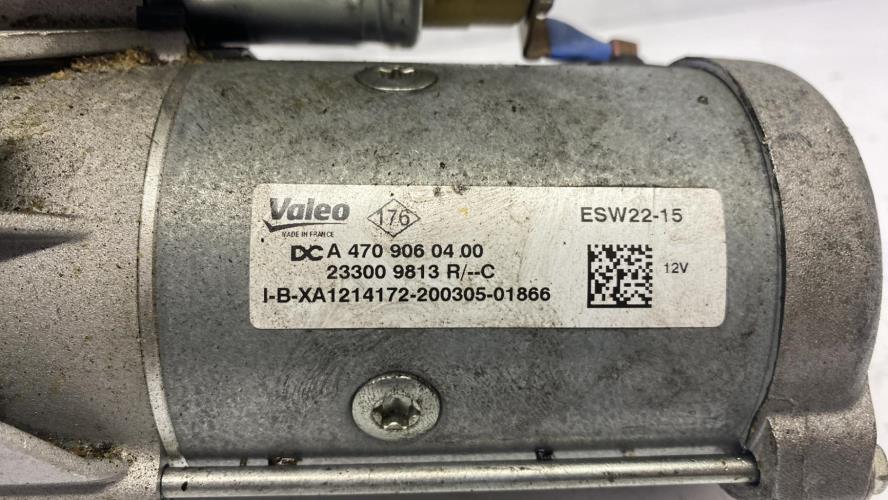 Valeo 176 ESW22-15
MADE IN FRANCE
DC A 470 906 04 00
23300 9813 R/--C 12V
I-B-XA1214172-200305-01866